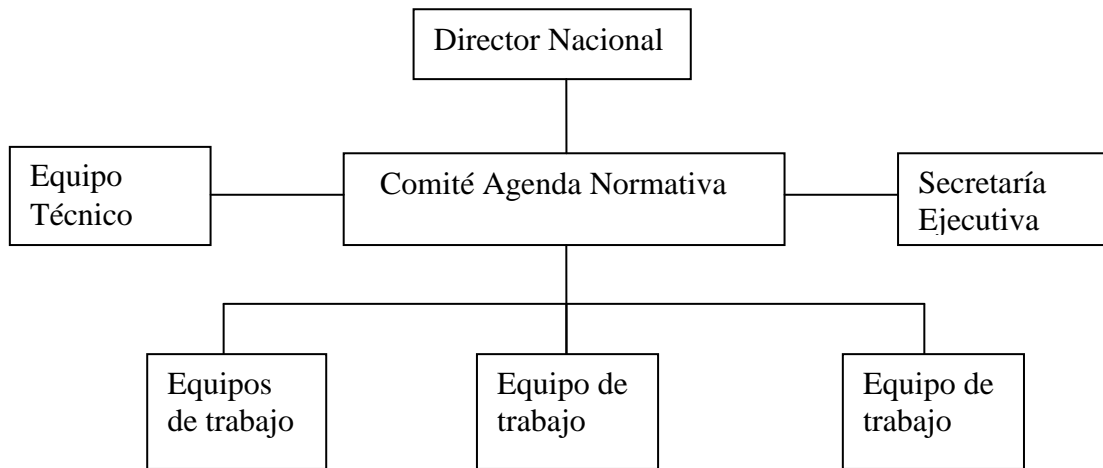 Director Nacional
Equipo
Técnico
Comité Agenda Normativa
Secretaría
Ejecutiva
Equipos
de trabajo
Equipo de
trabajo
Equipo de
trabajo